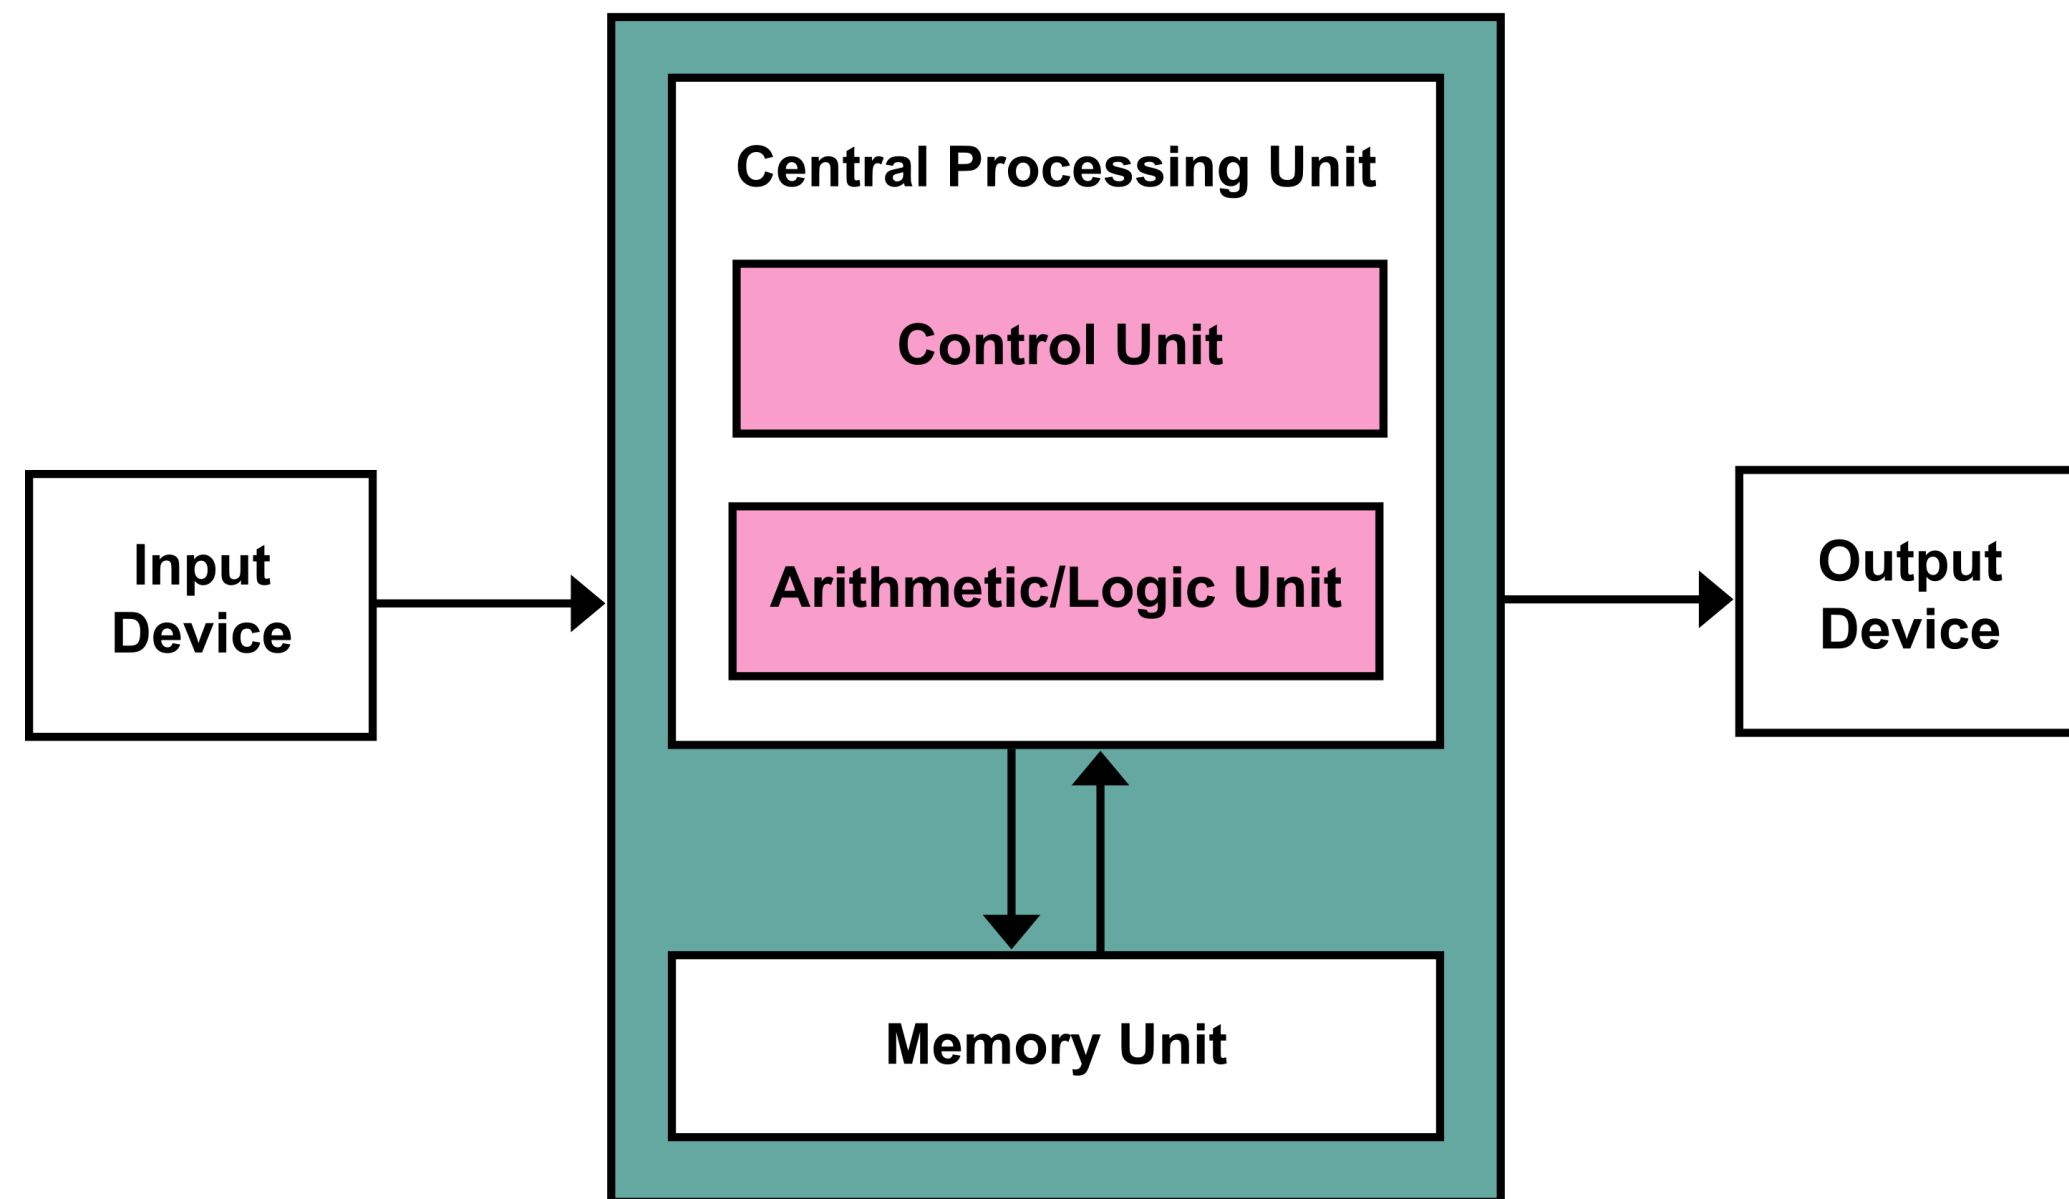 Central Processing Unit
Control Unit
Arithmetic/Logic Unit
Input
Device
Output
Device
Memory Unit